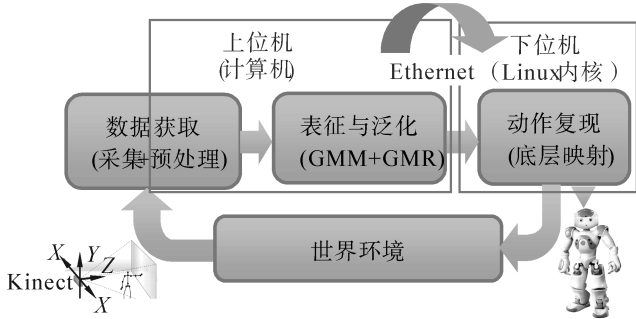 上位机
(计算机)
Ethernet
下位机
(Linux内核)
数据获取
(采集+预处理)
表征与泛化
(GMM+GMR)
动作复现
(底层映射)
世界环境
X
Y
Z
Kinect
X